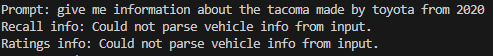 Prompt: give me information about the tacoma made by toyota from 2020
Recall info: Could not parse vehicle info from input.
Ratings info: Could not parse vehicle info from input.